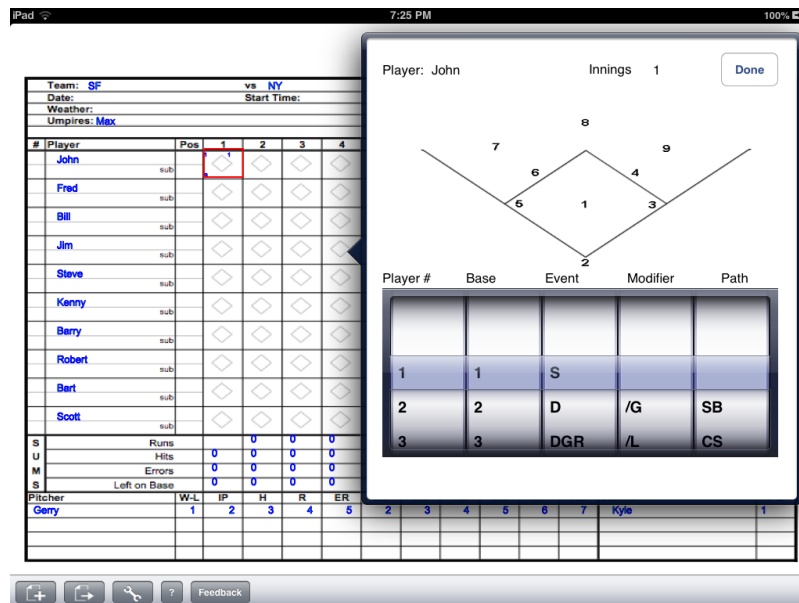 iPad 7:25 PM 100%
Team: SF vs NY
Date: Start Time:
Weather:
Umpires: Max
# Player Pos 1 2 3 4
1 1
John
sub
Fred
sub
Bill
sub
Jim
sub
Steve
sub
Kenny
sub
Barry
sub
Robert
sub
Bart
sub
Scott
sub
S Runs 0 0 0
U Hits 0 0 0 0
M Errors 0 0 0 0
S Left on Base 0 0 0 0
Pitcher W-L IP H R ER
Gerry 1 2 3 4 5 2 3 4 5 6 7 Kyle 1
Player: John Innings 1 Done
8
7 9
6 4
5 1 3
2
Player # Base Event Modifier Path
1 1 S
2 2 D /G SB
3 3 DGR /L CS
? Feedback